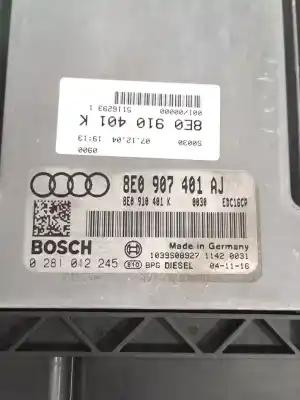 8E0 910 401 K
001/00000 5116293 1
S0030 07.12.04 19:13
0900
8E0 907 401 AJ
8E0 910 401 K 0030 EDC16CP
BOSCH
Made in Germany
1039S08927 1142 0031
0 281 012 245 e10 BPG DIESEL 04-11-16